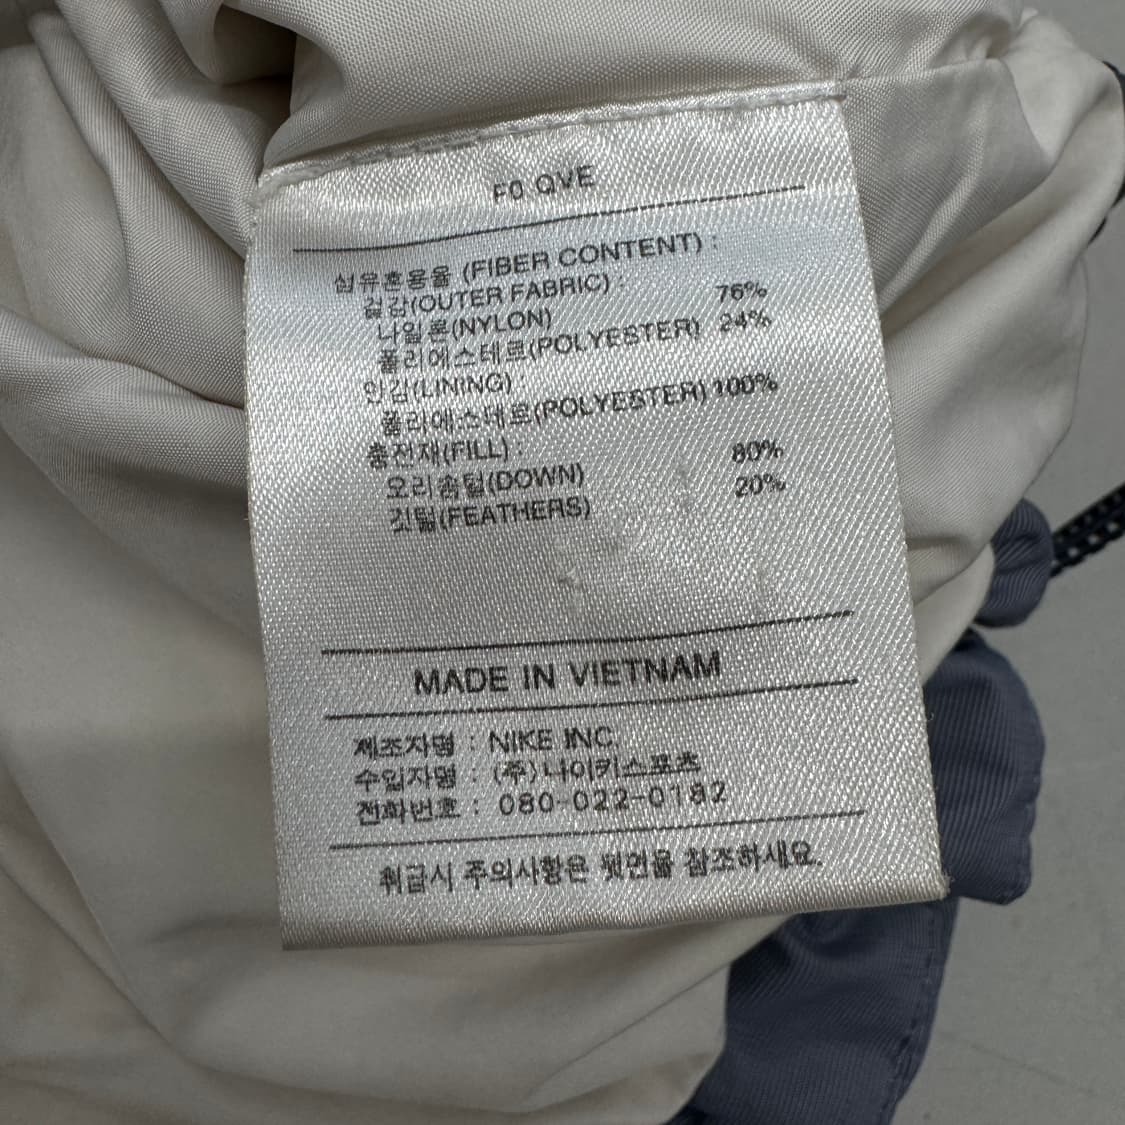 F0 QVE
섬유혼용율 (FIBER CONTENT) :
겉감(OUTER FABRIC) :
나일론(NYLON) 76%
폴리에스테르(POLYESTER) 24%
안감(LINING) :
폴리에스테르(POLYESTER) 100%
충전재(FILL) :
오리솜털(DOWN) 80%
깃털(FEATHERS) 20%
MADE IN VIETNAM
제조자명 : NIKE INC.
수입자명 : (주)나이키스포츠
전화번호 : 080-022-0182
취급시 주의사항은 뒷면을 참조하세요.